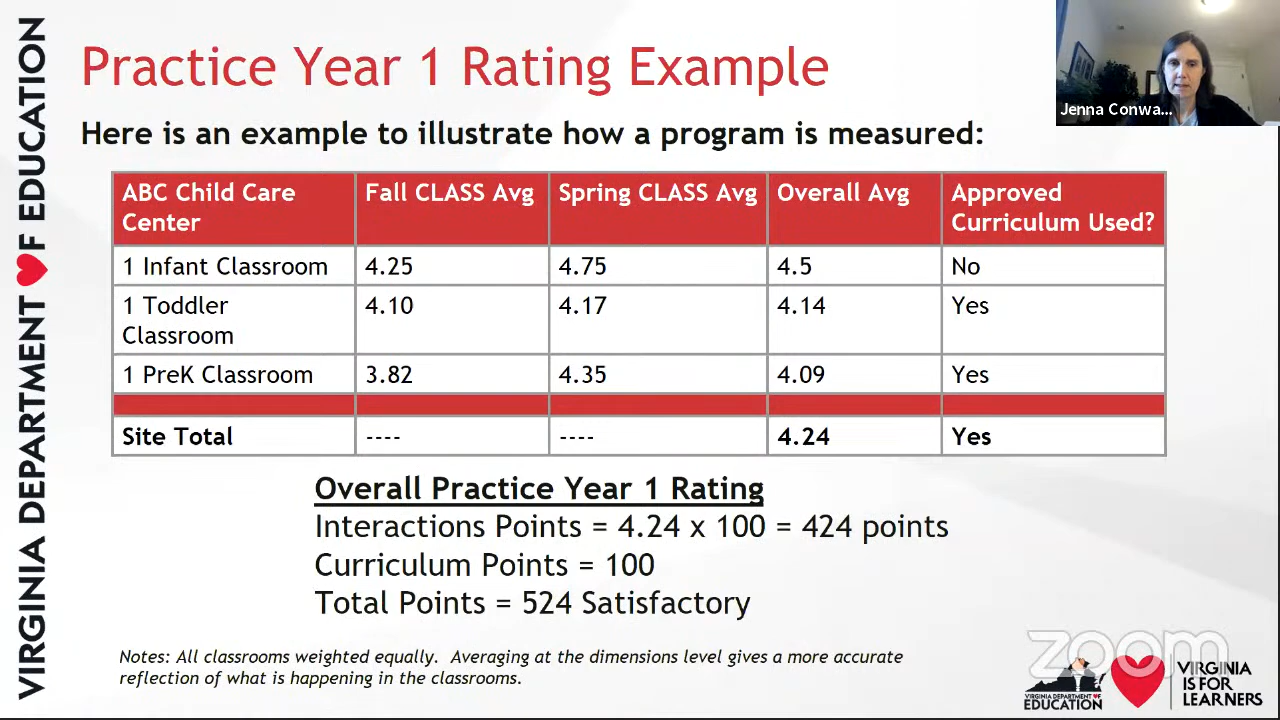 VIRGINIA DEPARTMENT OF EDUCATION
Practice Year 1 Rating Example
Jenna Conwa...
Here is an example to illustrate how a program is measured:
ABC Child Care Center | Fall CLASS Avg | Spring CLASS Avg | Overall Avg | Approved Curriculum Used?
1 Infant Classroom | 4.25 | 4.75 | 4.5 | No
1 Toddler Classroom | 4.10 | 4.17 | 4.14 | Yes
1 PreK Classroom | 3.82 | 4.35 | 4.09 | Yes
Site Total | ---- | ---- | 4.24 | Yes
Overall Practice Year 1 Rating
Interactions Points = 4.24 x 100 = 424 points
Curriculum Points = 100
Total Points = 524 Satisfactory
Notes: All classrooms weighted equally. Averaging at the dimensions level gives a more accurate
reflection of what is happening in the classrooms.
zoom
VIRGINIA DEPARTMENT OF
EDUCATION
VIRGINIA
IS FOR
LEARNERS